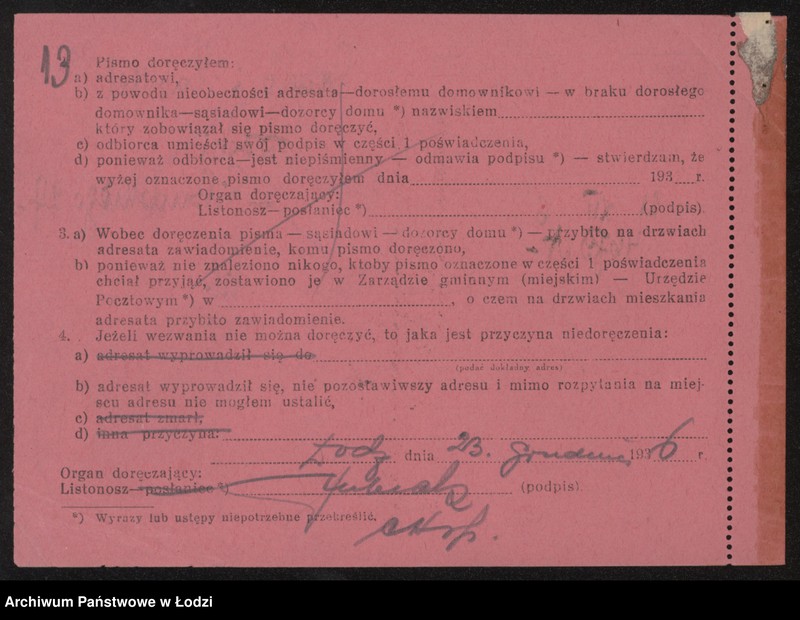 13
Pismo doręczyłem:
a) adresatowi,
b) z powodu nieobecności adresata—dorosłemu domownikowi — w braku dorosłego
domownika—sąsiadowi—dozorcy domu *) nazwiskiem
który zobowiązał się pismo doręczyć,
c) odbiorca umieścił swój podpis w części 1 poświadczenia,
d) ponieważ odbiorca—jest niepiśmienny — odmawia podpisu *) — stwierdzam, że
wyżej oznaczone pismo doręczyłem dnia 193 r.
Organ doręczający:
Listonosz—posłaniec *) (podpis).
3. a) Wobec doręczenia pisma — sąsiadowi — dozorcy domu *) — przybito na drzwiach
adresata zawiadomienie, komu pismo doręczono,
b) ponieważ nie znaleziono nikogo, ktoby pismo oznaczone w części 1 poświadczenia
chciał przyjąć, zostawiono je w Zarządzie gminnym (miejskim) — Urzędzie
Pocztowym *) w , o czem na drzwiach mieszkania
adresata przybito zawiadomienie.
4. Jeżeli wezwania nie można doręczyć, to jaka jest przyczyna niedoręczenia:
a) adresat wyprowadził się do
(podać dokładny adres)
b) adresat wyprowadził się, nie pozostawiwszy adresu i mimo rozpytania na miej-
scu adresu nie mogłem ustalić,
c) adresat zmarł,
d) inna przyczyna:
Łodz dnia 23. grudnia 1936 r.
Organ doręczający:
Listonosz—posłaniec *) (podpis).
*) Wyrazy lub ustępy niepotrzebne przekreślić.
Archiwum Państwowe w Łodzi